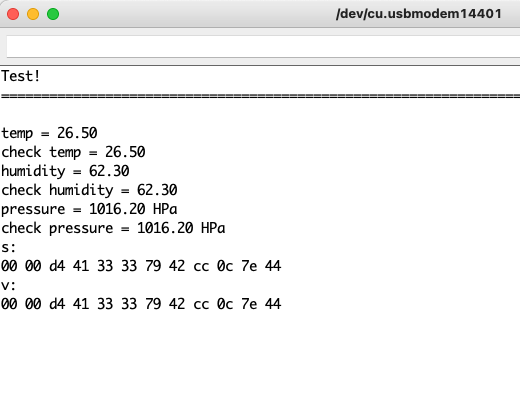 /dev/cu.usbmodem14401
Test!
=================================================================
temp = 26.50
check temp = 26.50
humidity = 62.30
check humidity = 62.30
pressure = 1016.20 HPa
check pressure = 1016.20 HPa
s:
00 00 d4 41 33 33 79 42 cc 0c 7e 44
v:
00 00 d4 41 33 33 79 42 cc 0c 7e 44